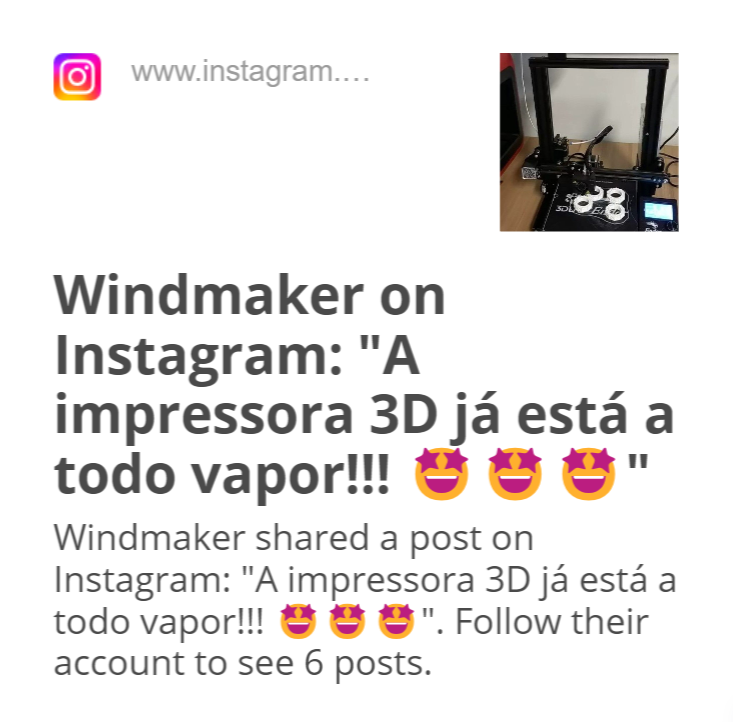 www.instagram....
Windmaker on
Instagram: "A
impressora 3D já está a
todo vapor!!! 🤩 🤩 🤩 "
Windmaker shared a post on
Instagram: "A impressora 3D já está a
todo vapor!!! 🤩 🤩 🤩 ". Follow their
account to see 6 posts.